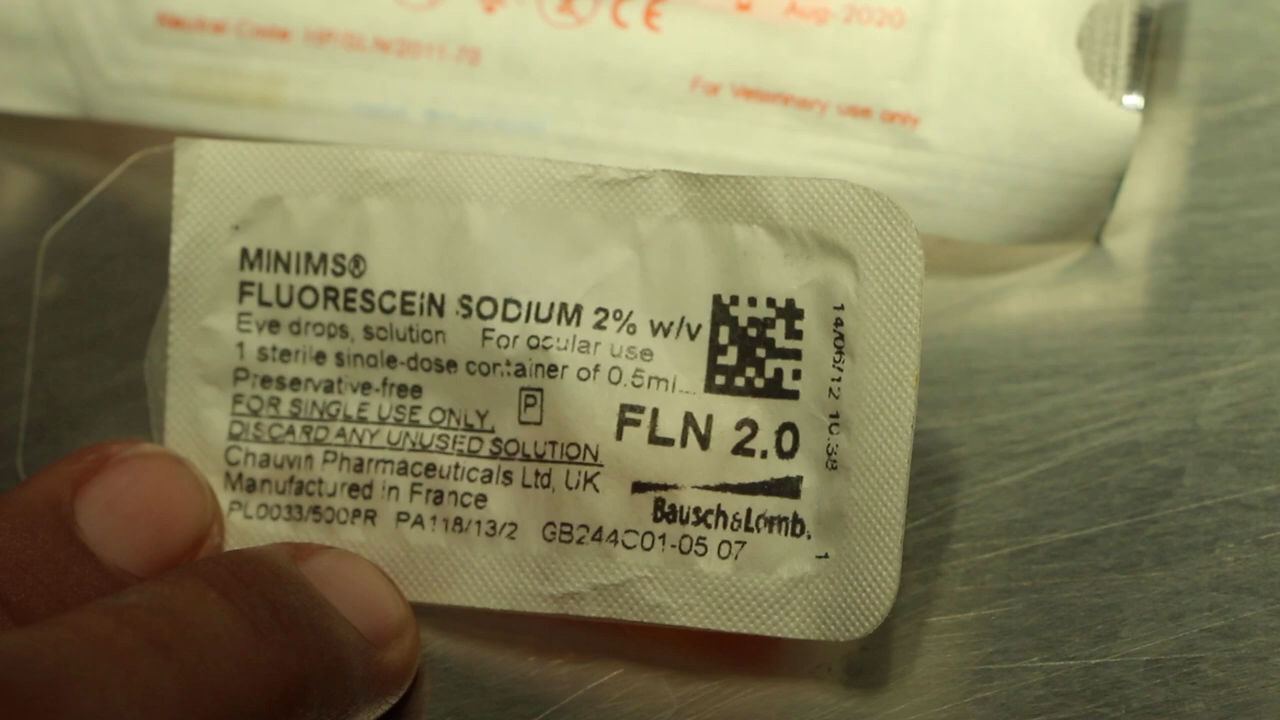 Aug-2020
For Veterinary use only
MINIMS®
FLUORESCEIN SODIUM 2% w/v
Eye drops, solution For ocular use
1 sterile single-dose container of 0.5ml
Preservative-free
P
FOR SINGLE USE ONLY.
DISCARD ANY UNUSED SOLUTION.
FLN 2.0
Chauvin Pharmaceuticals Ltd, UK
Manufactured in France
Bausch&Lomb.
PA118/13/2 GB244C01-05 07
14/06/12 10:38
1